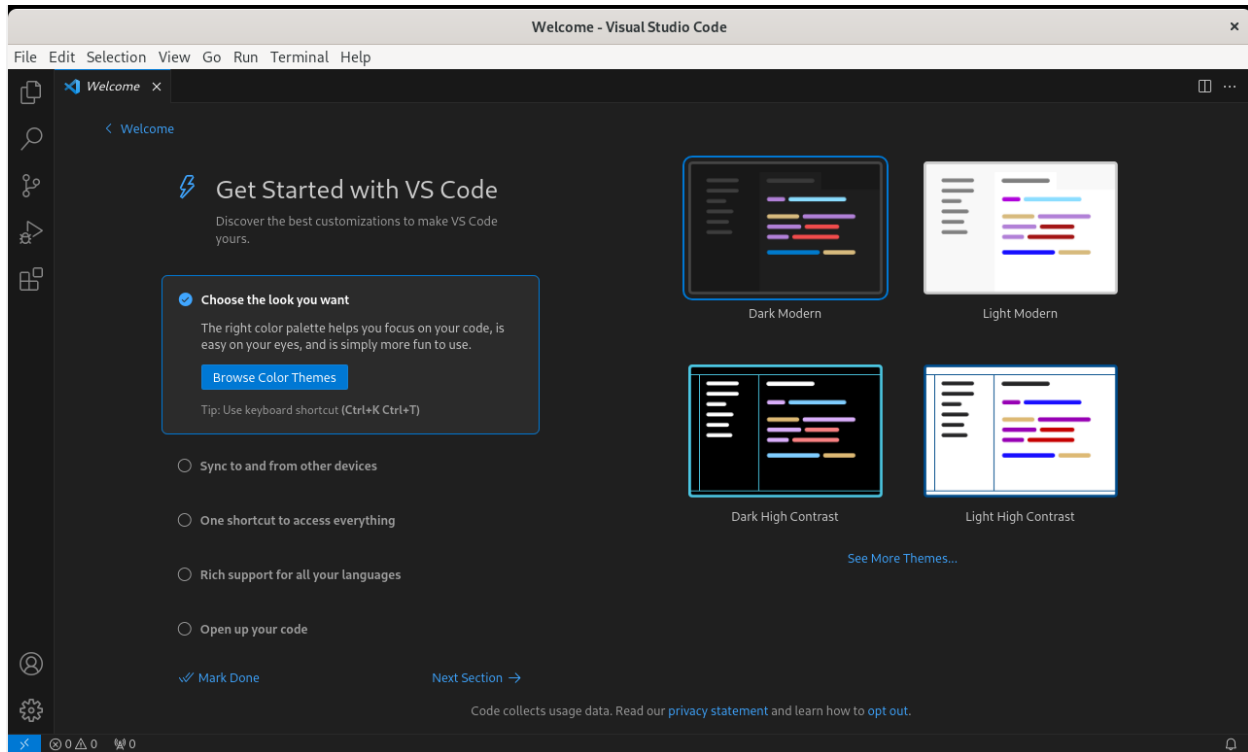 Welcome - Visual Studio Code
File Edit Selection View Go Run Terminal Help
Welcome
Welcome
Get Started with VS Code
Discover the best customizations to make VS Code
yours.
Choose the look you want
The right color palette helps you focus on your code, is
easy on your eyes, and is simply more fun to use.
Browse Color Themes
Tip: Use keyboard shortcut (Ctrl+K Ctrl+T)
Sync to and from other devices
One shortcut to access everything
Rich support for all your languages
Open up your code
Mark Done
Next Section
Dark Modern
Light Modern
Dark High Contrast
Light High Contrast
See More Themes...
Code collects usage data. Read our privacy statement and learn how to opt out.
0 0 0